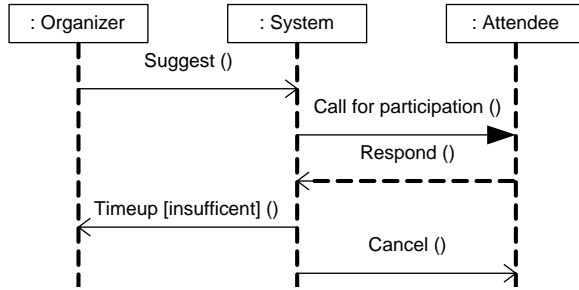 : Organizer
: System
: Attendee
Suggest ()
Call for participation ()
Respond ()
Timeup [insufficent] ()
Cancel ()